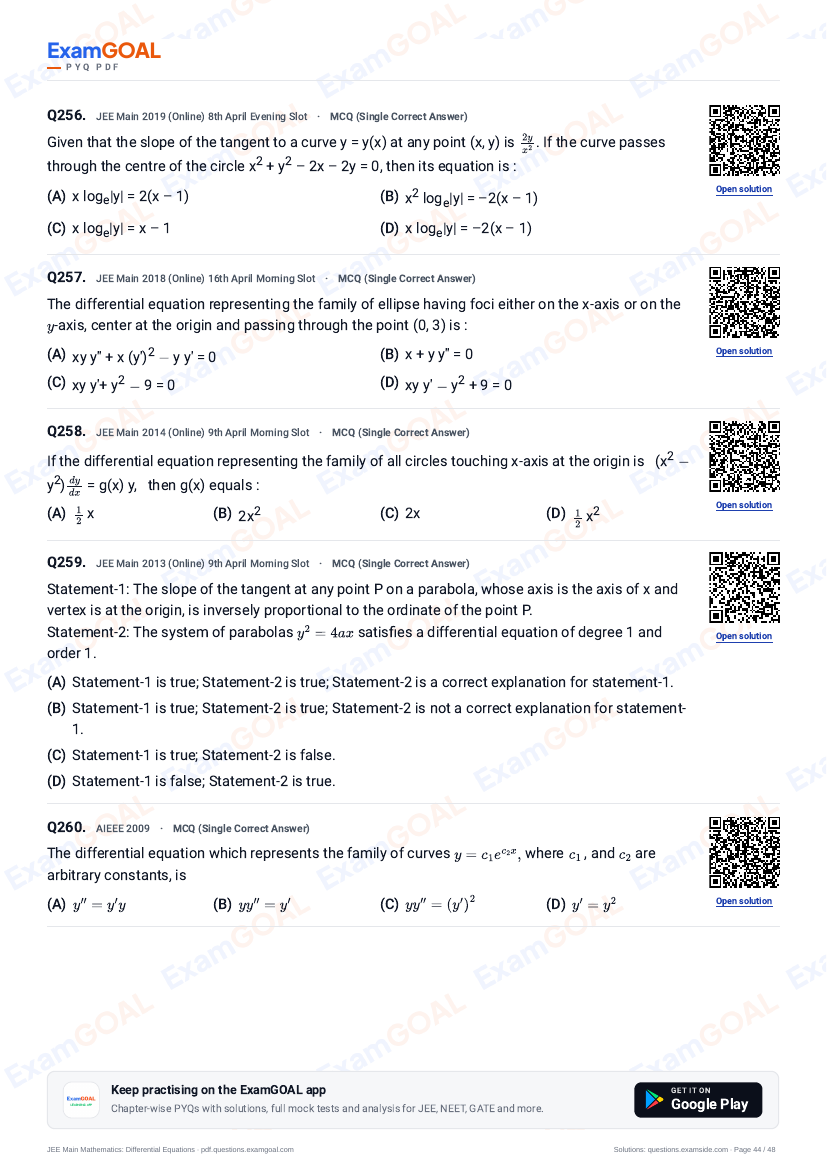 ExamGOAL
PYQ PDF
Q256. JEE Main 2019 (Online) 8th April Evening Slot · MCQ (Single Correct Answer)
Given that the slope of the tangent to a curve y = y(x) at any point (x, y) is $\frac{2y}{x^2}$. If the curve passes
through the centre of the circle x² + y² − 2x − 2y = 0, then its equation is :
(A) x logₑ|y| = 2(x − 1)
(B) x² logₑ|y| = −2(x − 1)
(C) x logₑ|y| = x − 1
(D) x logₑ|y| = −2(x − 1)
Open solution
Q257. JEE Main 2018 (Online) 16th April Morning Slot · MCQ (Single Correct Answer)
The differential equation representing the family of ellipse having foci either on the x-axis or on the
y-axis, center at the origin and passing through the point (0, 3) is :
(A) xy y" + x (y')² − y y' = 0
(B) x + y y" = 0
(C) xy y'+ y² − 9 = 0
(D) xy y' − y² + 9 = 0
Open solution
Q258. JEE Main 2014 (Online) 9th April Morning Slot · MCQ (Single Correct Answer)
If the differential equation representing the family of all circles touching x-axis at the origin is (x² −
y²) $\frac{dy}{dx}$ = g(x) y, then g(x) equals :
(A) $\frac{1}{2}$ x
(B) 2x²
(C) 2x
(D) $\frac{1}{2}$ x²
Open solution
Q259. JEE Main 2013 (Online) 9th April Morning Slot · MCQ (Single Correct Answer)
Statement-1: The slope of the tangent at any point P on a parabola, whose axis is the axis of x and
vertex is at the origin, is inversely proportional to the ordinate of the point P.
Statement-2: The system of parabolas y² = 4ax satisfies a differential equation of degree 1 and
order 1.
(A) Statement-1 is true; Statement-2 is true; Statement-2 is a correct explanation for statement-1.
(B) Statement-1 is true; Statement-2 is true; Statement-2 is not a correct explanation for statement-
1.
(C) Statement-1 is true; Statement-2 is false.
(D) Statement-1 is false; Statement-2 is true.
Open solution
Q260. AIEEE 2009 · MCQ (Single Correct Answer)
The differential equation which represents the family of curves $y = c_1e^{c_2x}$, where $c_1$ , and $c_2$ are
arbitrary constants, is
(A) y″ = y′y
(B) yy″ = y′
(C) yy″ = (y′)²
(D) y′ = y²
Open solution
Keep practising on the ExamGOAL app
Chapter-wise PYQs with solutions, full mock tests and analysis for JEE, NEET, GATE and more.
GET IT ON
Google Play
JEE Main Mathematics: Differential Equations · pdf.questions.examgoal.com
Solutions: questions.examside.com · Page 44 / 48